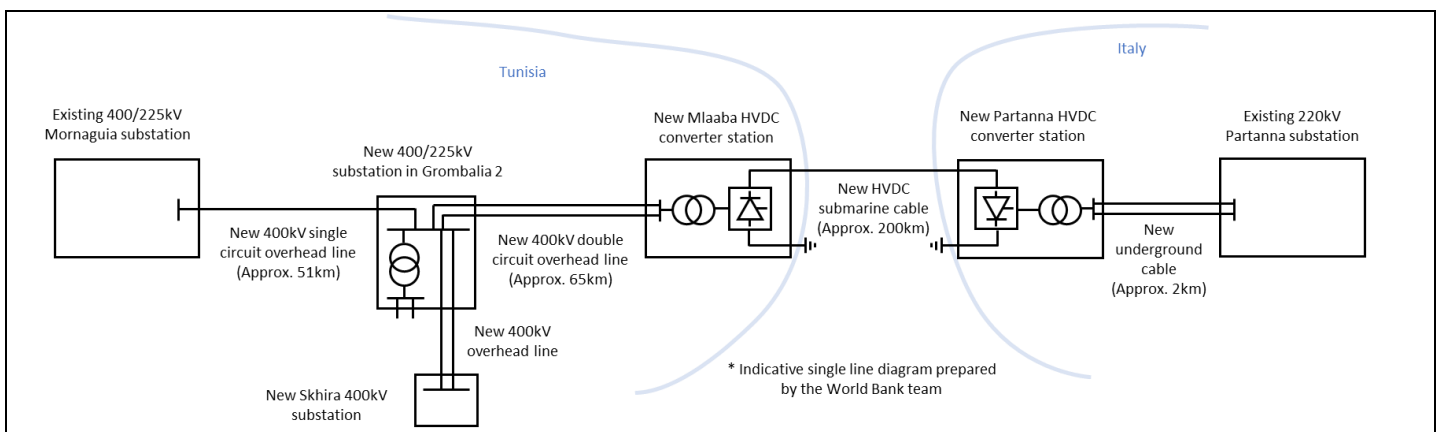 Tunisia
Italy
Existing 400/225kV
Mornaguia substation
New 400/225kV
substation in Grombalia 2
New Mlaaba HVDC
converter station
New Partanna HVDC
converter station
Existing 220kV
Partanna substation
New 400kV single
circuit overhead line
(Approx. 51km)
New 400kV double
circuit overhead line
(Approx. 65km)
New HVDC
submarine cable
(Approx. 200km)
New
underground
cable
(Approx. 2km)
New 400kV
overhead line
New Skhira 400kV
substation
* Indicative single line diagram prepared
by the World Bank team